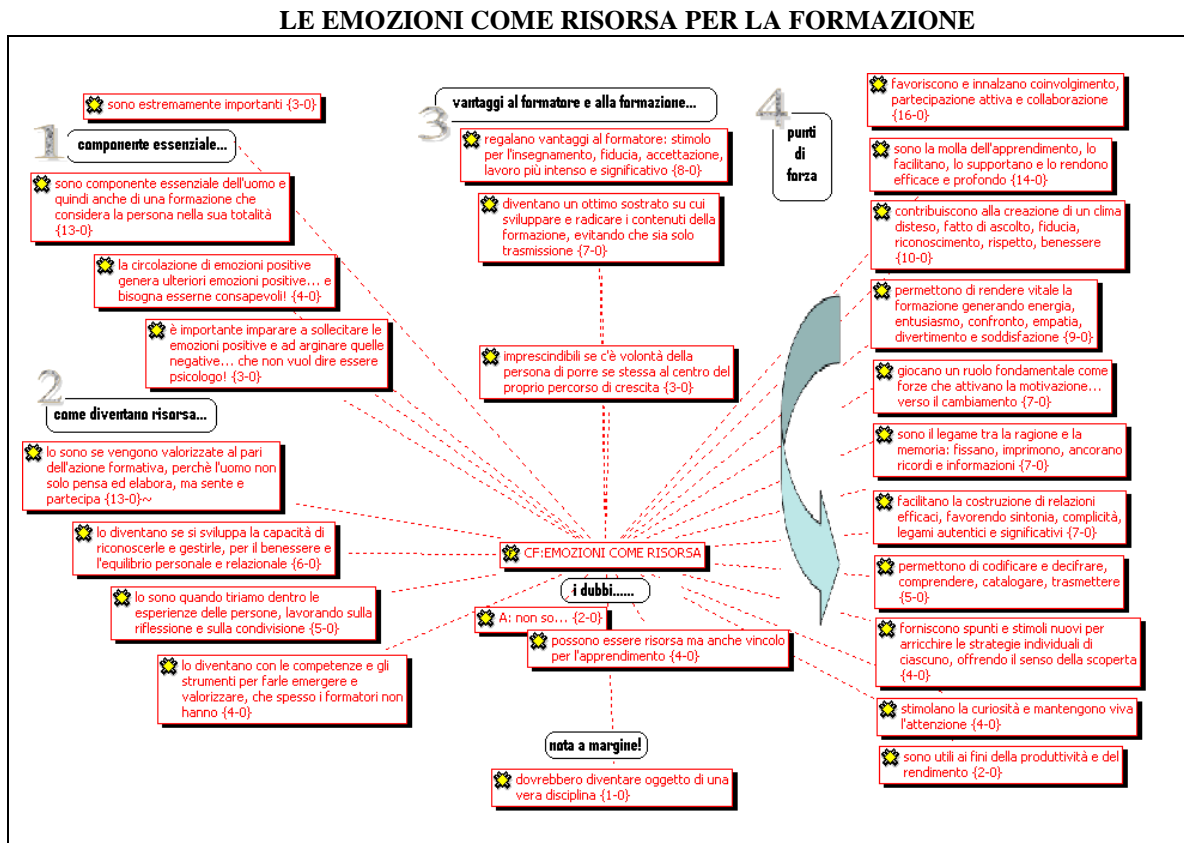 LE EMOZIONI COME RISORSA PER LA FORMAZIONE
sono estremamente importanti {3-0}
1
componente essenziale...
sono componente essenziale dell'uomo e
quindi anche di una formazione che
considera la persona nella sua totalità
{13-0}
la circolazione di emozioni positive
genera ulteriori emozioni positive... e
bisogna esserne consapevoli! {4-0}
è importante imparare a sollecitare le
emozioni positive e ad arginare quelle
negative... che non vuol dire essere
psicologo! {3-0}
2
come diventano risorsa...
lo sono se vengono valorizzate al pari
dell'azione formativa, perchè l'uomo non
solo pensa ed elabora, ma sente e
partecipa {13-0}~
lo diventano se si sviluppa la capacità di
riconoscerle e gestirle, per il benessere e
l'equilibrio personale e relazionale {6-0}
lo sono quando tiriamo dentro le
esperienze delle persone, lavorando sulla
riflessione e sulla condivisione {5-0}
lo diventano con le competenze e gli
strumenti per farle emergere e
valorizzare, che spesso i formatori non
hanno {4-0}
3
vantaggi al formatore e alla formazione...
regalano vantaggi al formatore: stimolo
per l'insegnamento, fiducia, accettazione,
lavoro più intenso e significativo {8-0}
diventano un ottimo sostrato su cui
sviluppare e radicare i contenuti della
formazione, evitando che sia solo
trasmissione {7-0}
imprescindibili se c'è volontà della
persona di porre se stessa al centro del
proprio percorso di crescita {3-0}
CF:EMOZIONI COME RISORSA
i dubbi......
A: non so... {2-0}
possono essere risorsa ma anche vincolo
per l'apprendimento {4-0}
nota a margine!
dovrebbero diventare oggetto di una
vera disciplina {1-0}
4
punti
di
forza
favoriscono e innalzano coinvolgimento,
partecipazione attiva e collaborazione
{16-0}
sono la molla dell'apprendimento, lo
facilitano, lo supportano e lo rendono
efficace e profondo {14-0}
contribuiscono alla creazione di un clima
disteso, fatto di ascolto, fiducia,
riconoscimento, rispetto, benessere
{10-0}
permettono di rendere vitale la
formazione generando energia,
entusiasmo, confronto, empatia,
divertimento e soddisfazione {9-0}
giocano un ruolo fondamentale come
forze che attivano la motivazione...
verso il cambiamento {7-0}
sono il legame tra la ragione e la
memoria: fissano, imprimono, ancorano
ricordi e informazioni {7-0}
facilitano la costruzione di relazioni
efficaci, favorendo sintonia, complicità,
legami autentici e significativi {7-0}
permettono di codificare e decifrare,
comprendere, catalogare, trasmettere
{5-0}
forniscono spunti e stimoli nuovi per
arricchire le strategie individuali di
ciascuno, offrendo il senso della scoperta
{4-0}
stimolano la curiosità e mantengono viva
l'attenzione {4-0}
sono utili ai fini della produttività e del
rendimento {2-0}